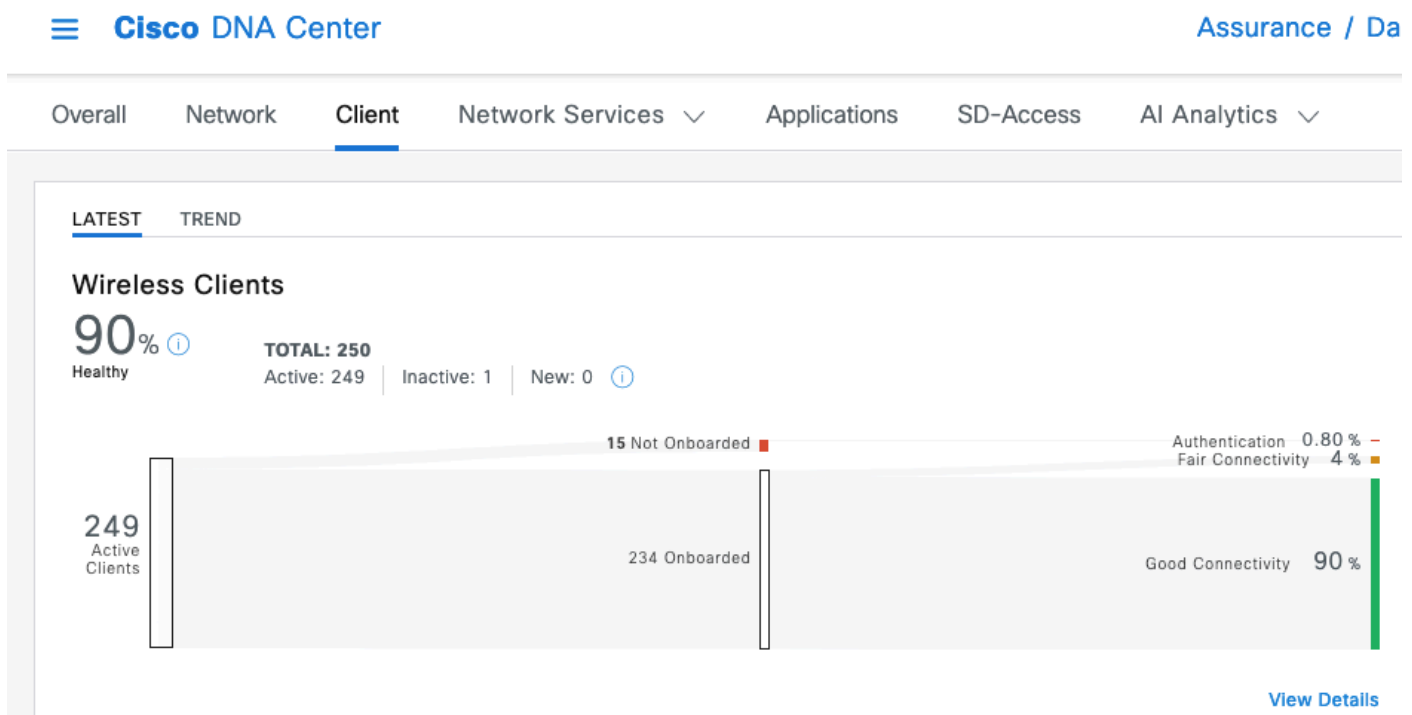 Cisco DNA Center
Assurance / Da
Overall Network Client Network Services Applications SD-Access AI Analytics
LATEST TREND
Wireless Clients
90%
Healthy
TOTAL: 250
Active: 249 Inactive: 1 New: 0
15 Not Onboarded
Authentication 0.80 %
Fair Connectivity 4 %
249
Active
Clients
234 Onboarded
Good Connectivity 90 %
View Details